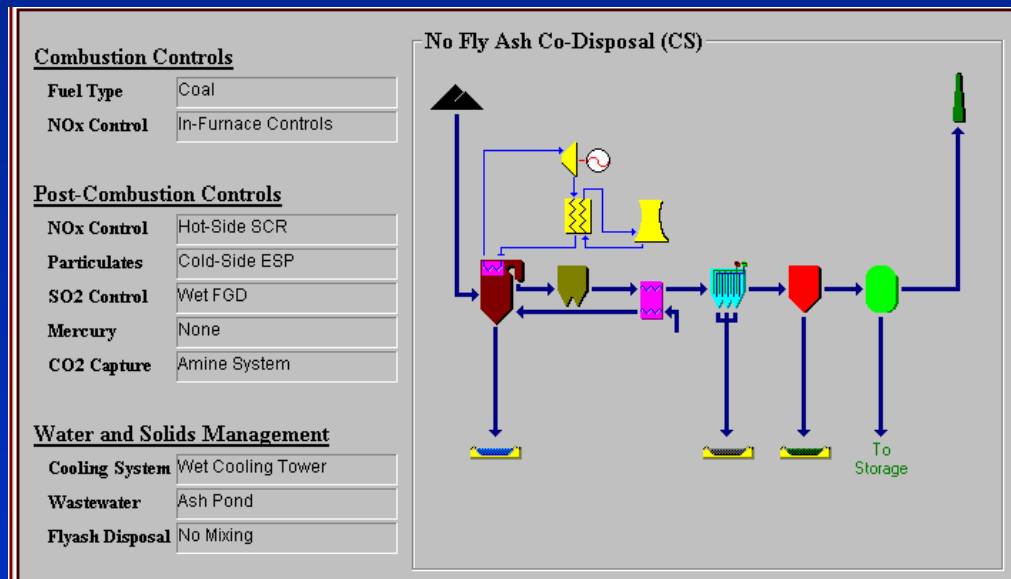 No Fly Ash Co-Disposal (CS)
Combustion Controls
Fuel Type Coal
NOx Control In-Furnace Controls
Post-Combustion Controls
NOx Control Hot-Side SCR
Particulates Cold-Side ESP
SO2 Control Wet FGD
Mercury None
CO2 Capture Amine System
Water and Solids Management
Cooling System Wet Cooling Tower
Wastewater Ash Pond
Flyash Disposal No Mixing
To
Storage